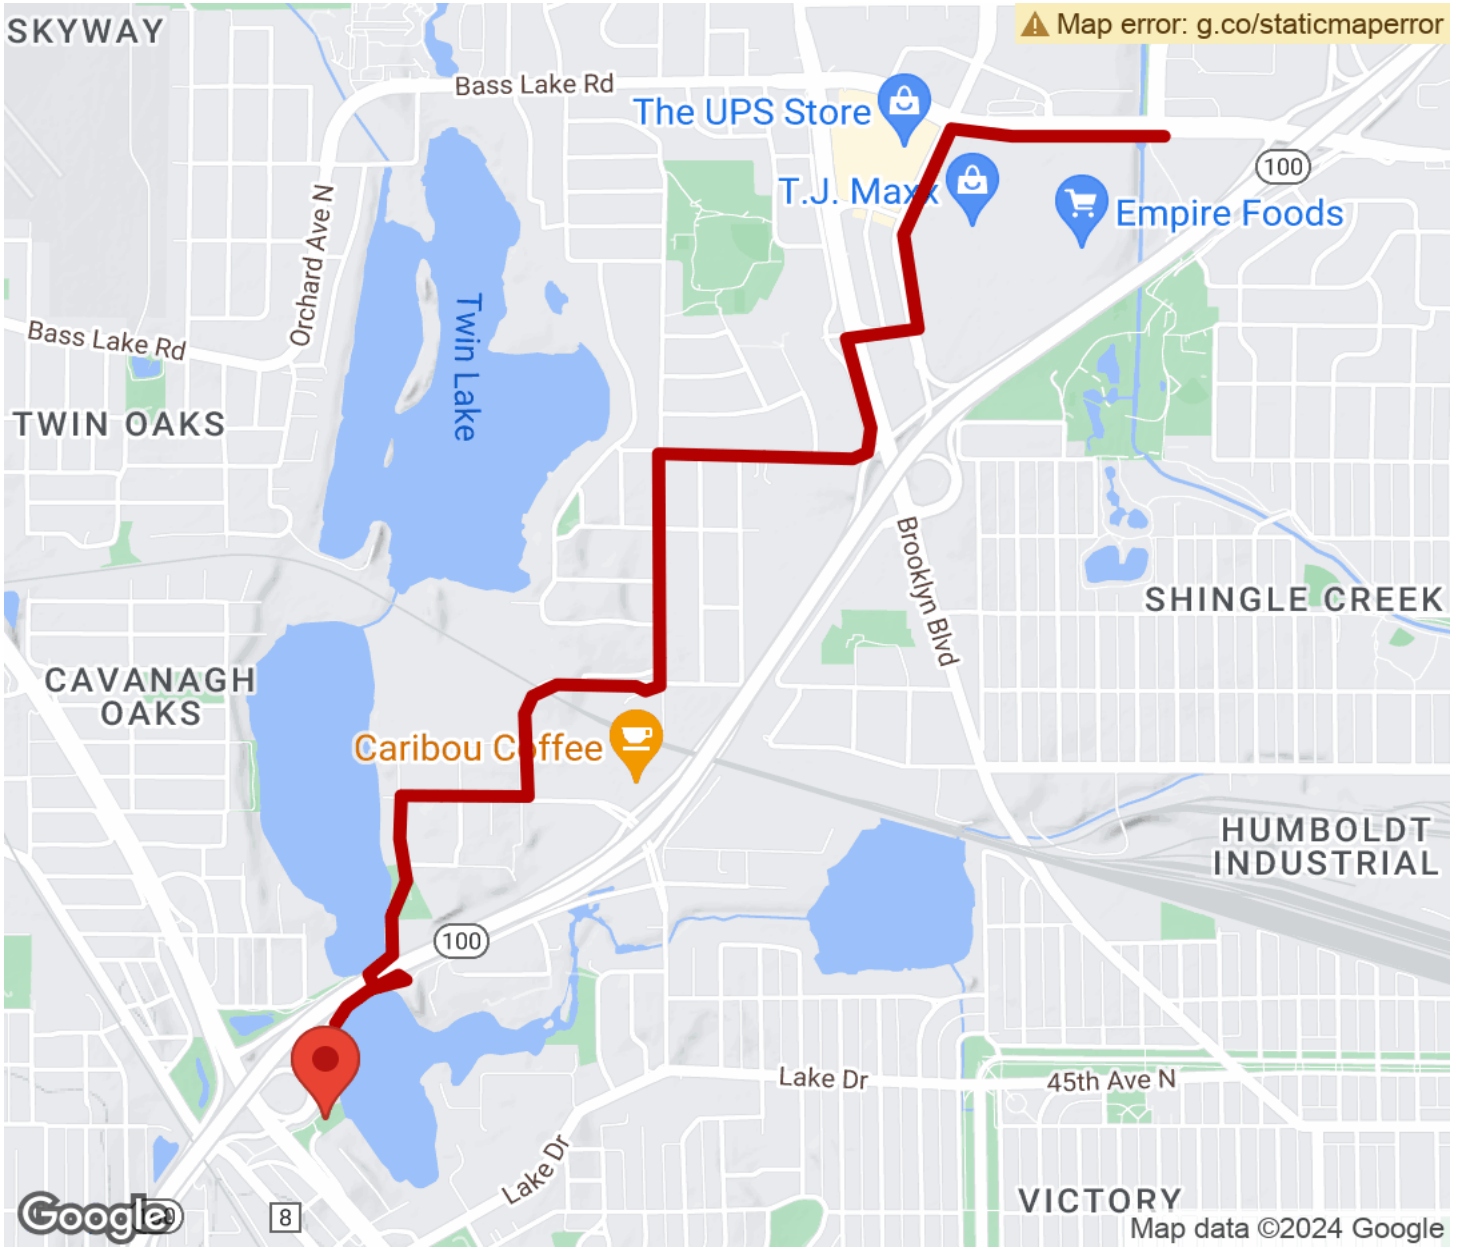 SKYWAY
Map error: g.co/staticmaperror
Bass Lake Rd
The UPS Store
100
T.J. Maxx
Empire Foods
Orchard Ave N
Bass Lake Rd
Twin Lake
TWIN OAKS
Brooklyn Blvd
SHINGLE CREEK
CAVANAGH
OAKS
Caribou Coffee
HUMBOLDT
INDUSTRIAL
100
Lake Dr
45th Ave N
Lake Dr
VICTORY
Google
8
Map data ©2024 Google